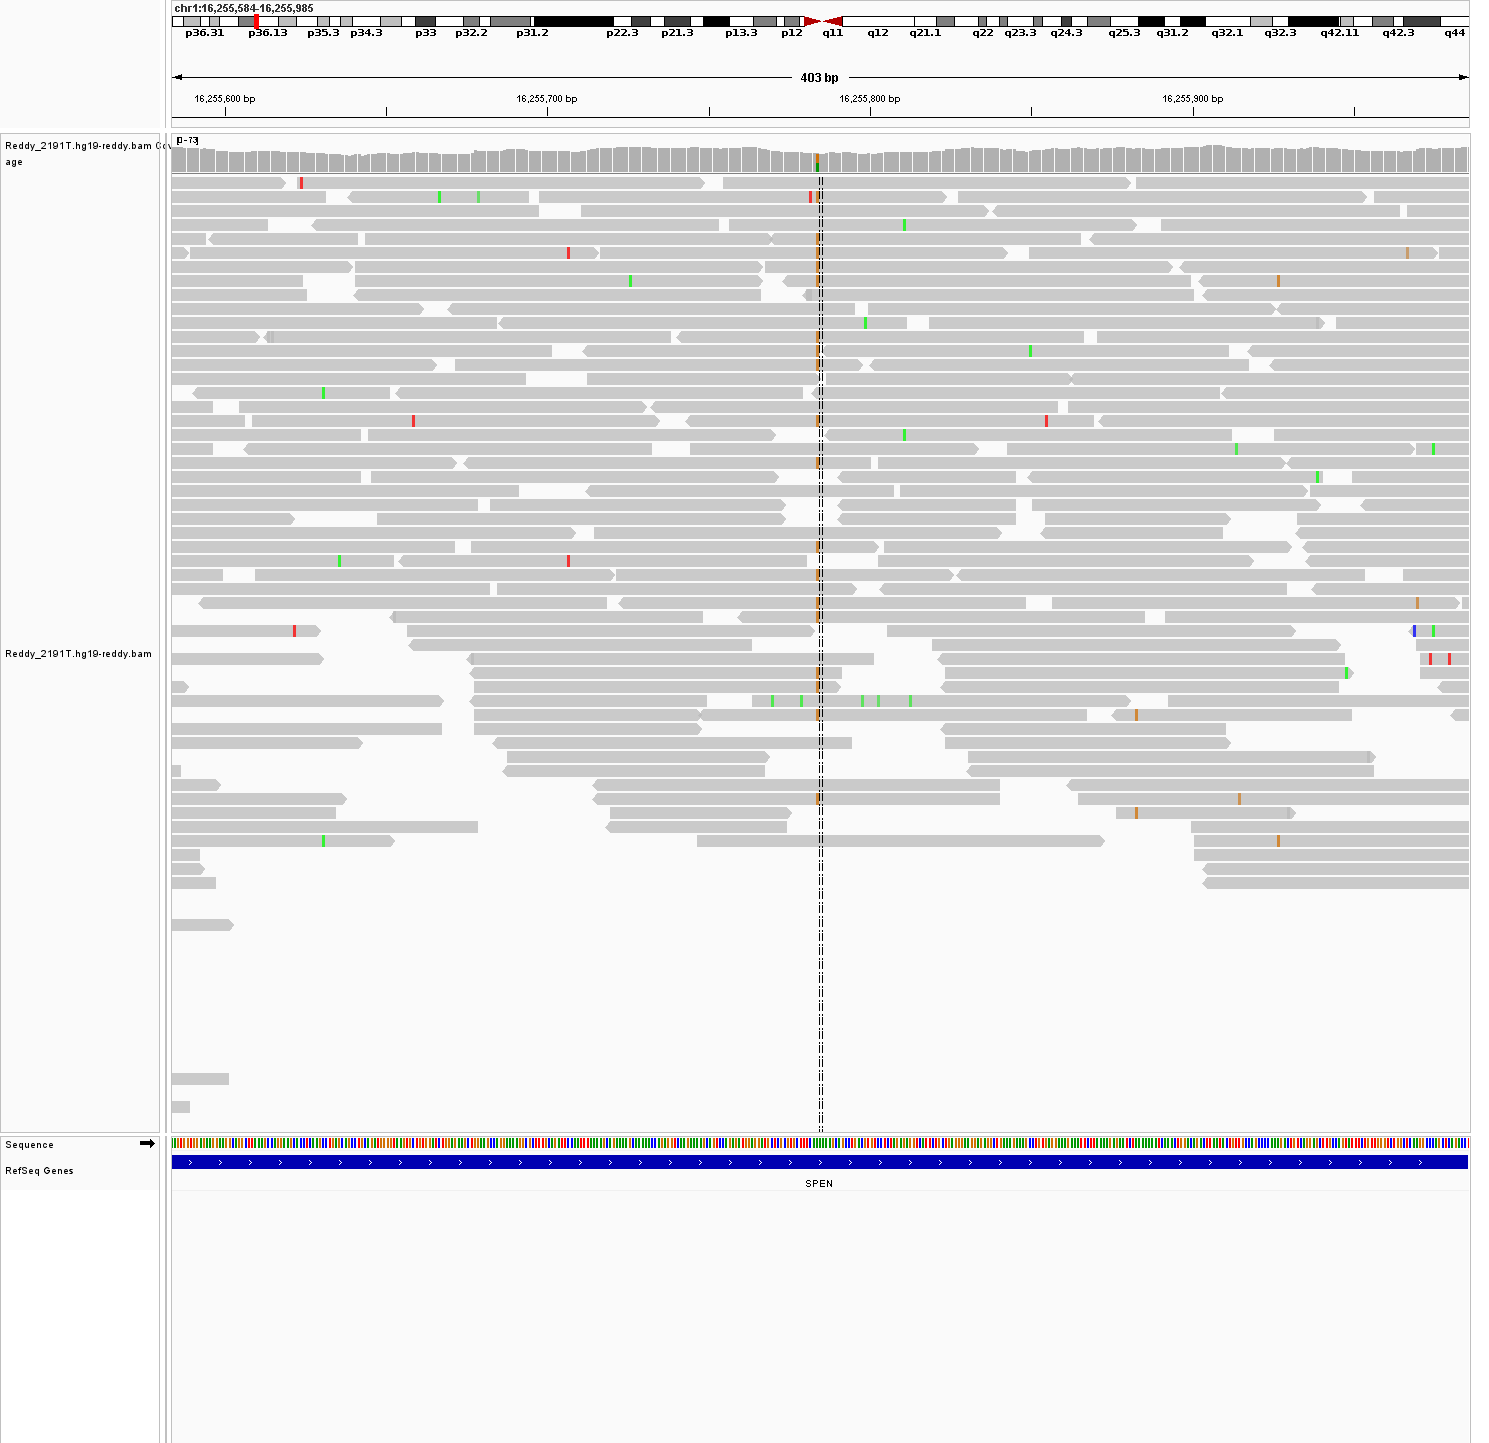 chr1:16,255,584-16,255,985
p36.31 p36.13 p35.3 p34.3 p33 p32.2 p31.2 p22.3 p21.3 p13.3 p12 q11 q12 q21.1 q22 q23.3 q24.3 q25.3 q31.2 q32.1 q32.3 q42.11 q42.3 q44
403 bp
16,255,600 bp 16,255,700 bp 16,255,800 bp 16,255,900 bp
[0-73]
Reddy_2191T.hg19-reddy.bam Cov
age
Reddy_2191T.hg19-reddy.bam
Sequence
RefSeq Genes
SPEN